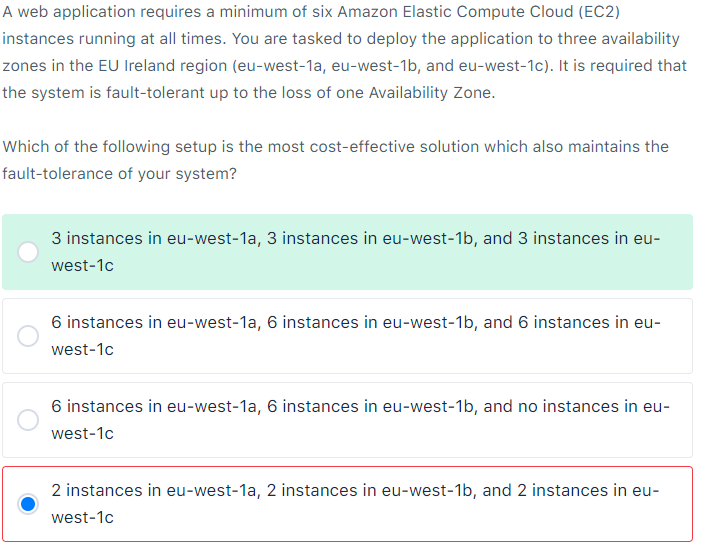 A web application requires a minimum of six Amazon Elastic Compute Cloud (EC2)
instances running at all times. You are tasked to deploy the application to three availability
zones in the EU Ireland region (eu-west-1a, eu-west-1b, and eu-west-1c). It is required that
the system is fault-tolerant up to the loss of one Availability Zone.
Which of the following setup is the most cost-effective solution which also maintains the
fault-tolerance of your system?
3 instances in eu-west-1a, 3 instances in eu-west-1b, and 3 instances in eu-
west-1c
6 instances in eu-west-1a, 6 instances in eu-west-1b, and 6 instances in eu-
west-1c
6 instances in eu-west-1a, 6 instances in eu-west-1b, and no instances in eu-
west-1c
2 instances in eu-west-1a, 2 instances in eu-west-1b, and 2 instances in eu-
west-1c